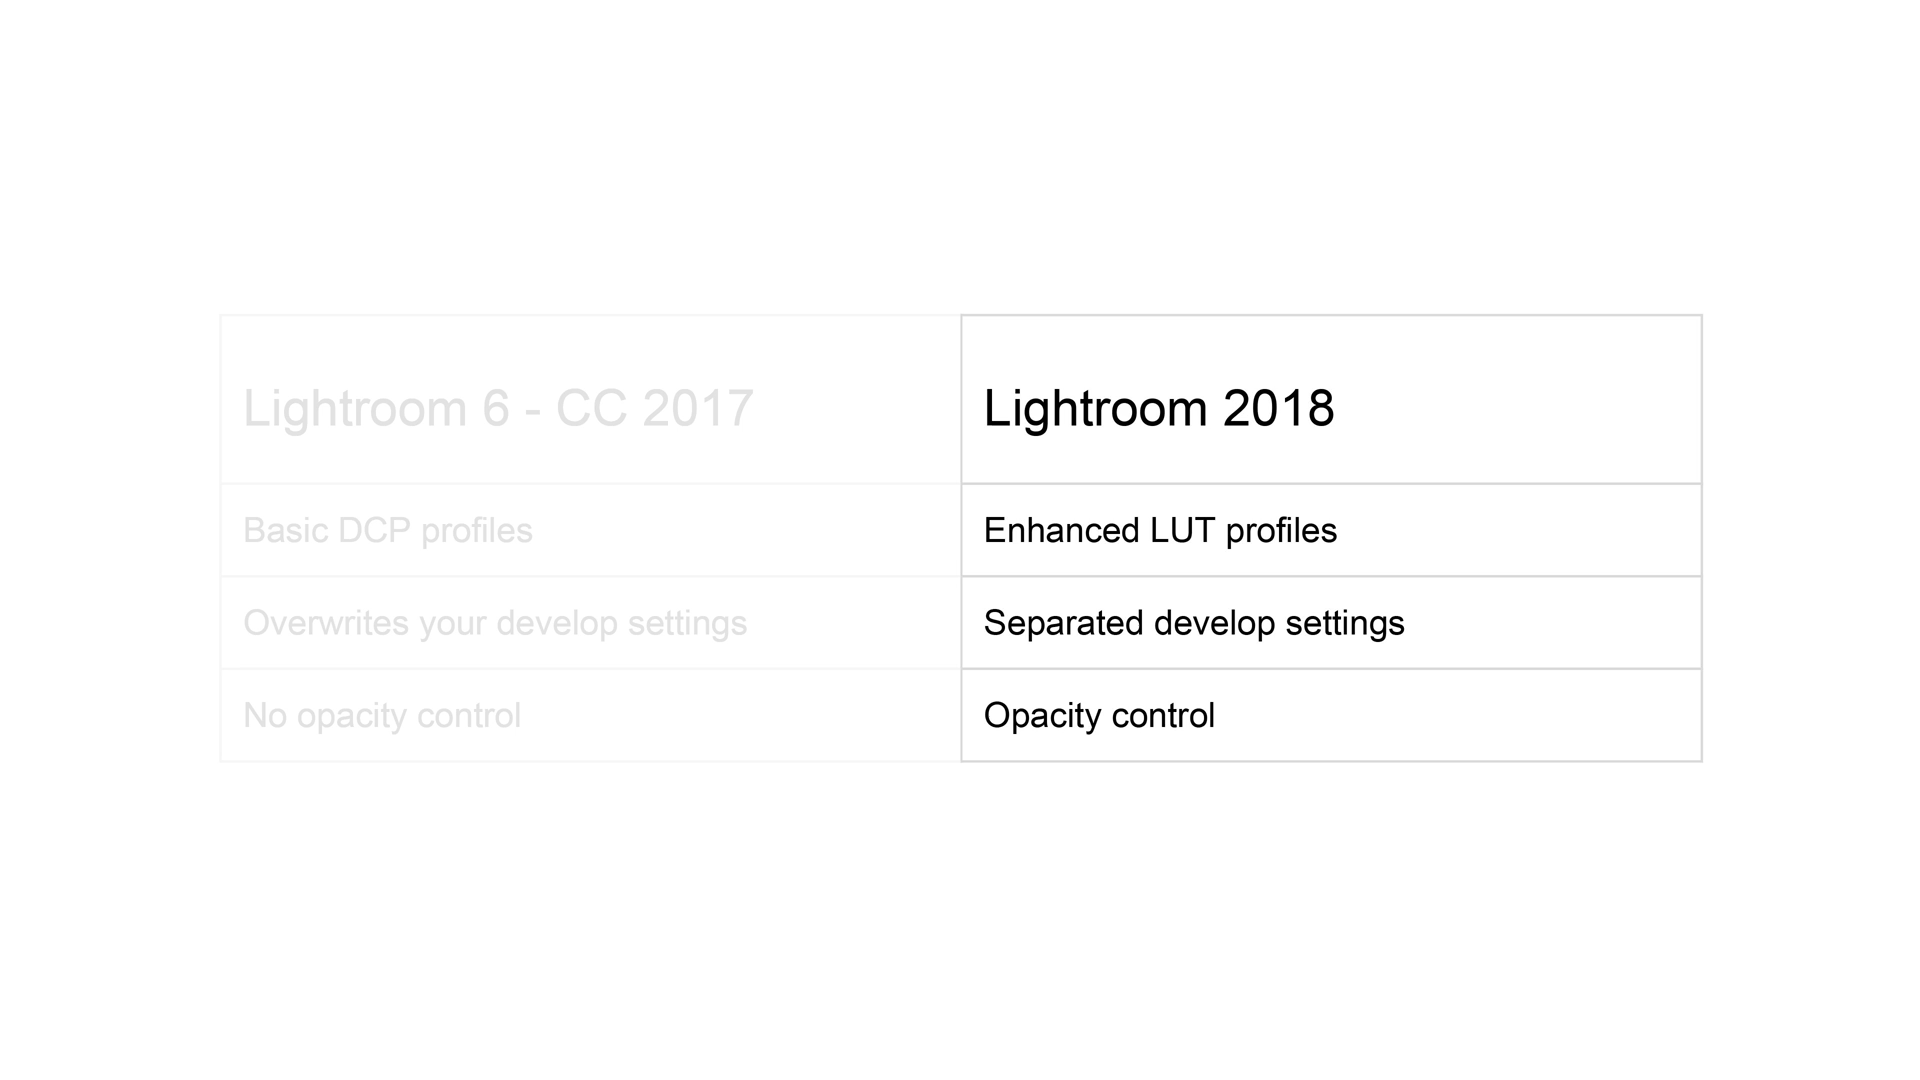 Lightroom 6 - CC 2017
Lightroom 2018
Basic DCP profiles
Enhanced LUT profiles
Overwrites your develop settings
Separated develop settings
No opacity control
Opacity control